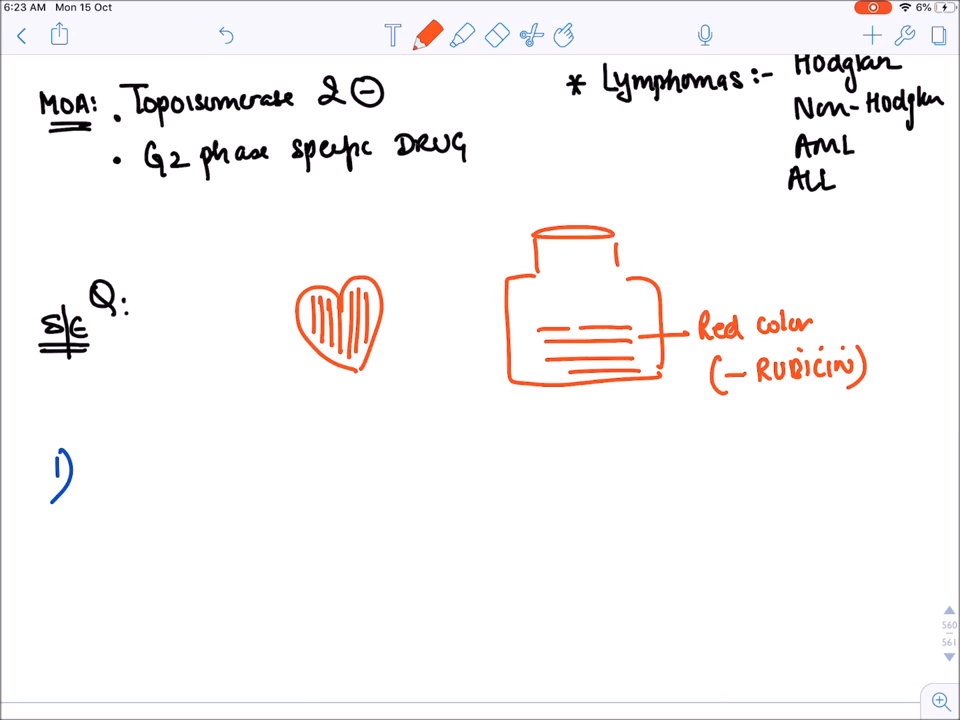 6:23 AM Mon 15 Oct
6%
T
MOA: . Topoisomerase 2 ⊖
• G2 phase specific DRUG
* Lymphomas :- Hodgkin
Non-Hodgkin
AML
ALL
S/E Q:
Red color
(- RUBICIN)
1)
560
561